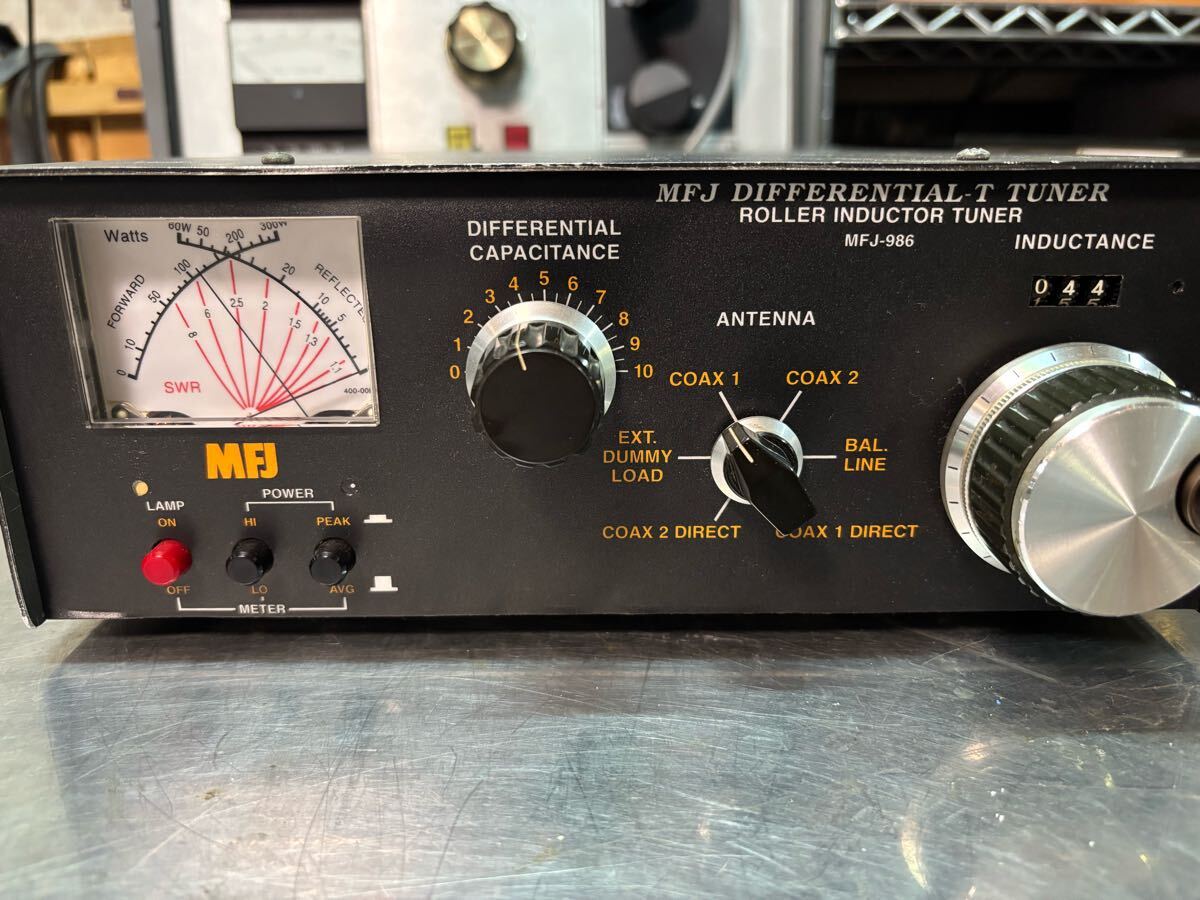 MFJ DIFFERENTIAL-T TUNER
ROLLER INDUCTOR TUNER
MFJ-986
Watts
60W 50 200 300W
FORWARD
0 10 50 100
REFLECTED
20 10 5
8 6 2.5 2 1.5 1.3 1.1
SWR
MFJ
LAMP
ON
OFF
POWER
HI
LO
PEAK
AVG
METER
DIFFERENTIAL
CAPACITANCE
0 1 2 3 4 5 6 7 8 9 10
ANTENNA
COAX 1
COAX 2
EXT.
DUMMY
LOAD
BAL.
LINE
COAX 2 DIRECT
COAX 1 DIRECT
INDUCTANCE
0 4 4